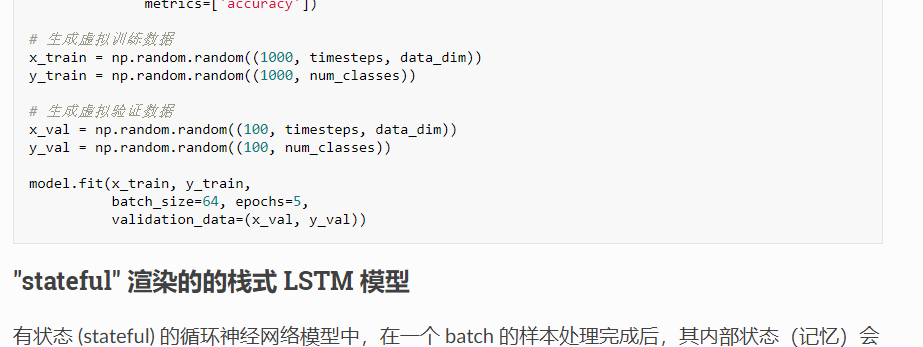 metrics=['accuracy'])
# 生成虚拟训练数据
x_train = np.random.random((1000, timesteps, data_dim))
y_train = np.random.random((1000, num_classes))
# 生成虚拟验证数据
x_val = np.random.random((100, timesteps, data_dim))
y_val = np.random.random((100, num_classes))
model.fit(x_train, y_train,
batch_size=64, epochs=5,
validation_data=(x_val, y_val))
"stateful" 渲染的的栈式 LSTM 模型
有状态 (stateful) 的循环神经网络模型中，在一个 batch 的样本处理完成后，其内部状态（记忆）会